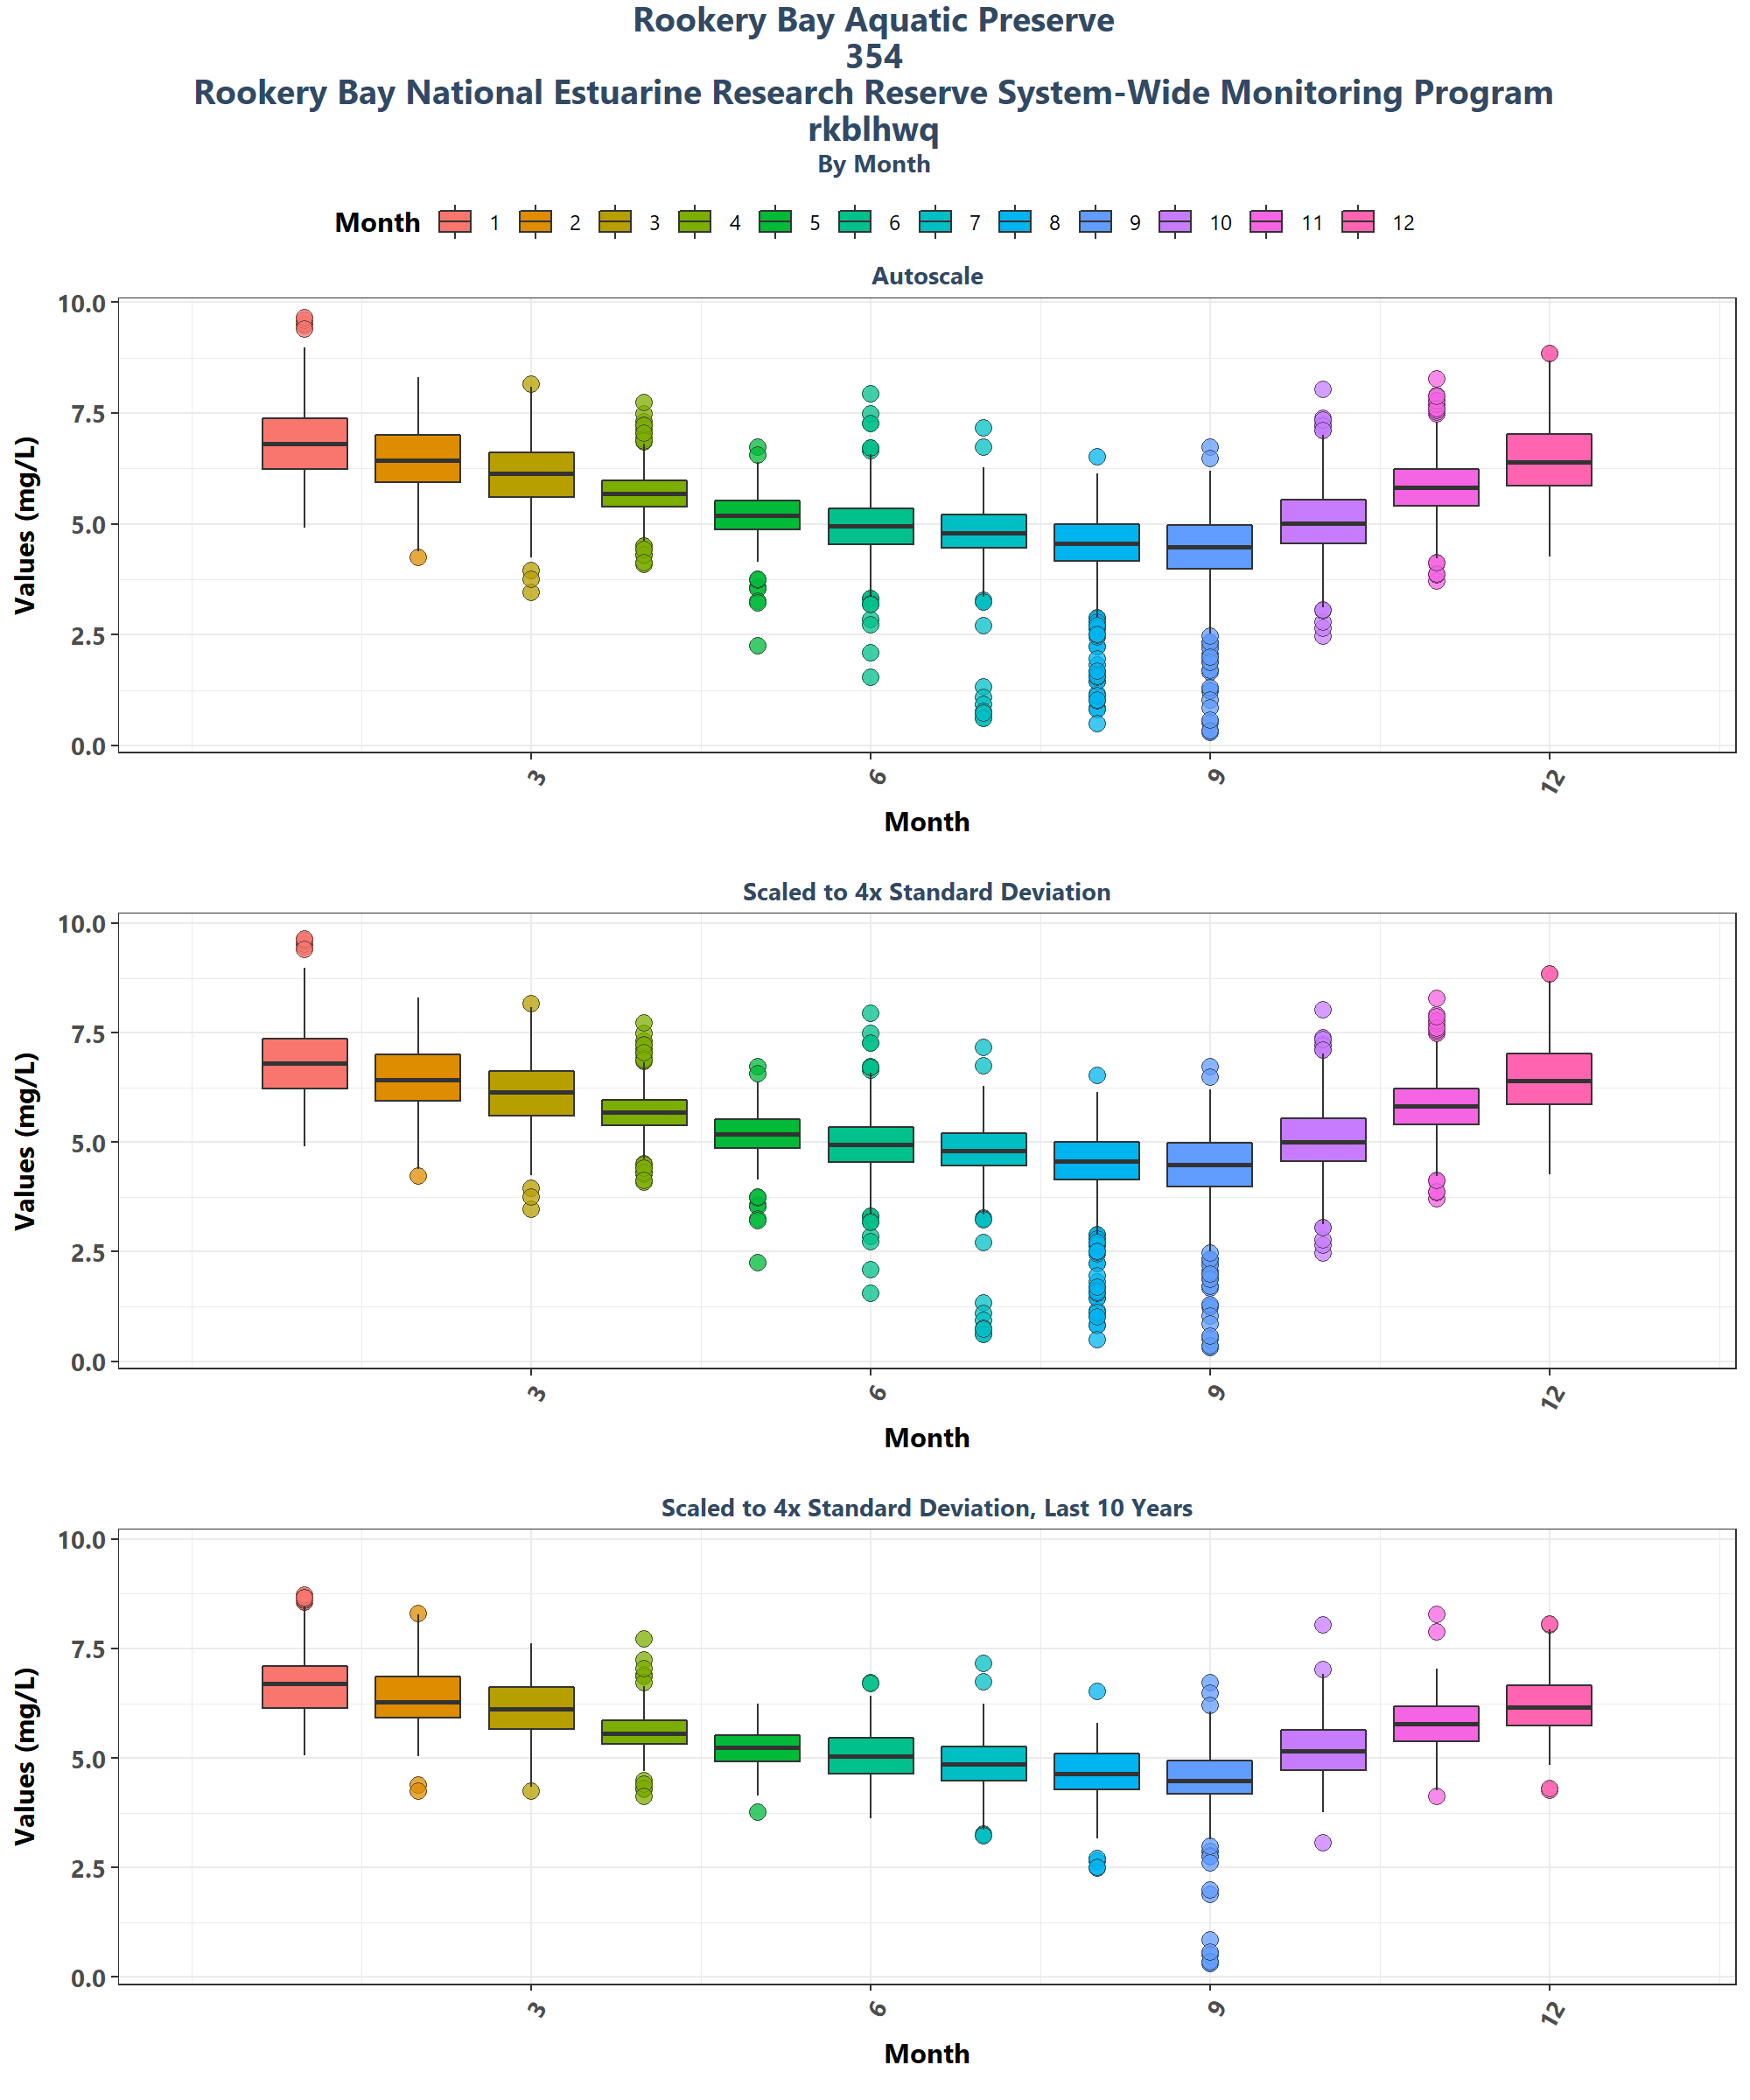 Rookery Bay Aquatic Preserve
354
Rookery Bay National Estuarine Research Reserve System-Wide Monitoring Program
rkblhwq
By Month
Month 1 2 3 4 5 6 7 8 9 10 11 12
Autoscale
Values (mg/L)
10.0
7.5
5.0
2.5
0.0
3 6 9 12
Month
Scaled to 4x Standard Deviation
Values (mg/L)
10.0
7.5
5.0
2.5
0.0
3 6 9 12
Month
Scaled to 4x Standard Deviation, Last 10 Years
Values (mg/L)
10.0
7.5
5.0
2.5
0.0
3 6 9 12
Month